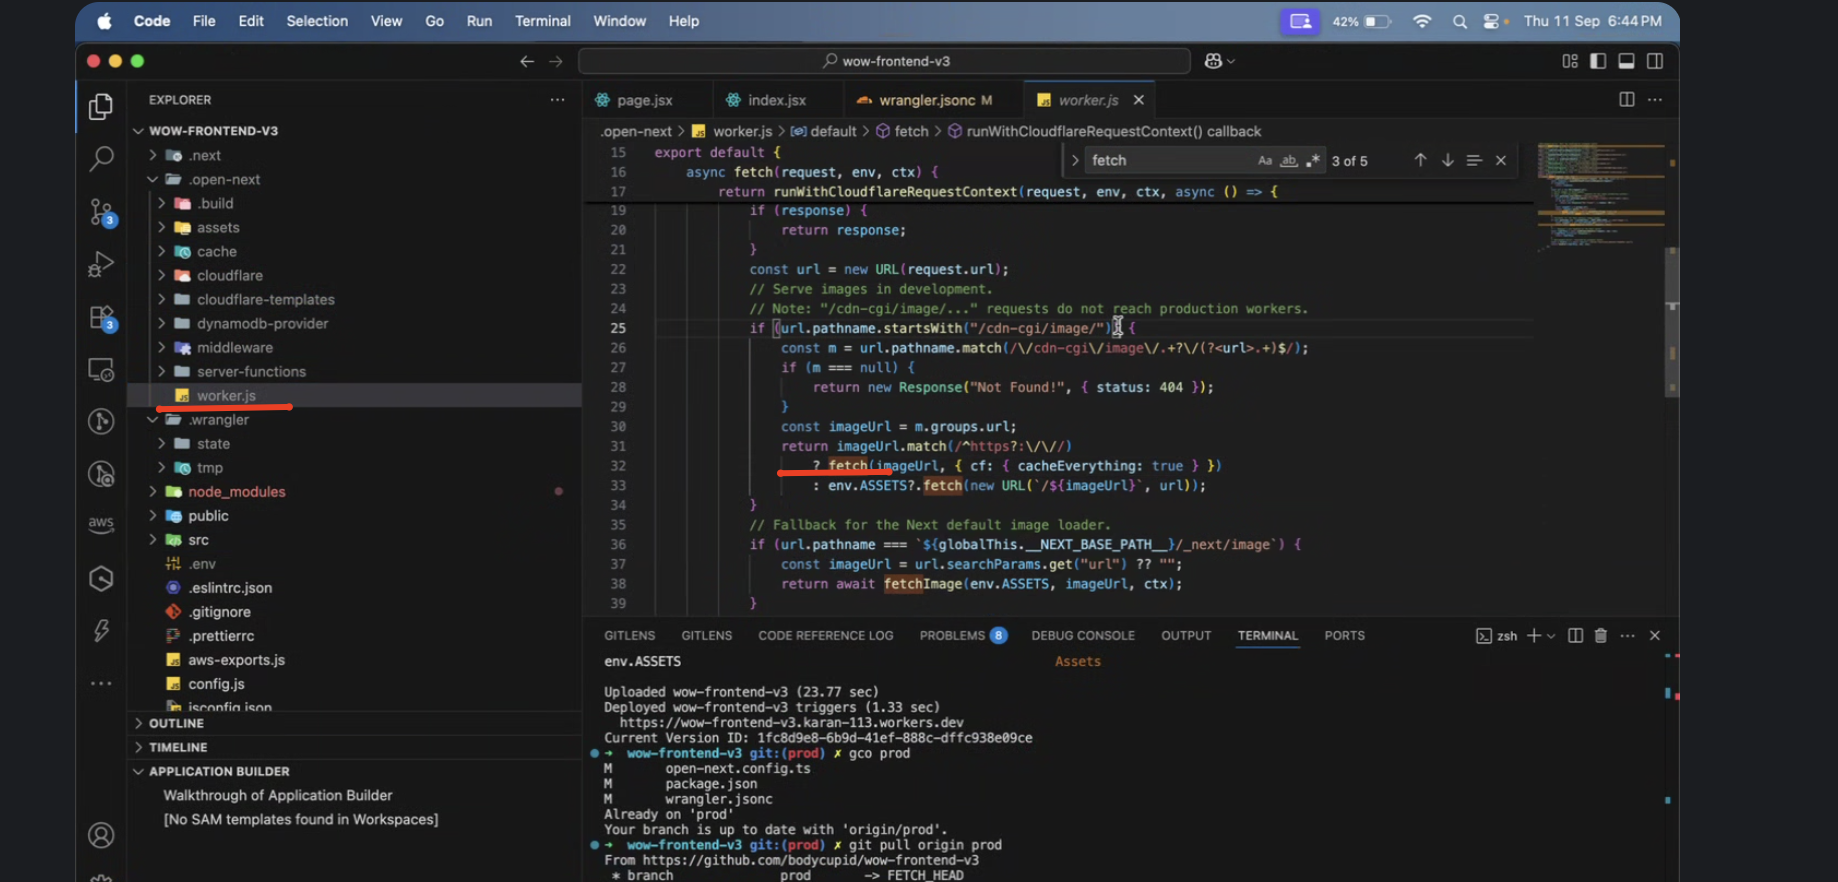 Code File Edit Selection View Go Run Terminal Window Help 42% Thu 11 Sep 6:44PM
wow-frontend-v3
EXPLORER
WOW-FRONTEND-V3
.next
.open-next
.build
assets
cache
cloudflare
cloudflare-templates
dynamodb-provider
middleware
server-functions
worker.js
.wrangler
state
tmp
node_modules
public
src
.env
.eslintrc.json
.gitignore
.prettierrc
aws-exports.js
config.js
jsconfig.json
OUTLINE
TIMELINE
APPLICATION BUILDER
Walkthrough of Application Builder
[No SAM templates found in Workspaces]
3
3
aws
page.jsx index.jsx wrangler.jsonc M worker.js
.open-next > worker.js > default > fetch > runWithCloudflareRequestContext() callback
fetch Aa ab 3 of 5
15 export default {
16 async fetch(request, env, ctx) {
17 return runWithCloudflareRequestContext(request, env, ctx, async () => {
19 if (response) {
20 return response;
21 }
22 const url = new URL(request.url);
23 // Serve images in development.
24 // Note: "/cdn-cgi/image/..." requests do not reach production workers.
25 if (url.pathname.startsWith("/cdn-cgi/image/")) {
26 const m = url.pathname.match(/\/cdn-cgi\/image\/.+?\/(?<url>.+)$/);
27 if (m === null) {
28 return new Response("Not Found!", { status: 404 });
29 }
30 const imageUrl = m.groups.url;
31 return imageUrl.match(/^https?:\/\//)
32 ? fetch(imageUrl, { cf: { cacheEverything: true } })
33 : env.ASSETS?.fetch(new URL(`/${imageUrl}`, url));
34 }
35 // Fallback for the Next default image loader.
36 if (url.pathname === `${globalThis.__NEXT_BASE_PATH__}/_next/image`) {
37 const imageUrl = url.searchParams.get("url") ?? "";
38 return await fetchImage(env.ASSETS, imageUrl, ctx);
39 }
GITLENS GITLENS CODE REFERENCE LOG PROBLEMS 8 DEBUG CONSOLE OUTPUT TERMINAL PORTS zsh
env.ASSETS Assets
Uploaded wow-frontend-v3 (23.77 sec)
Deployed wow-frontend-v3 triggers (1.33 sec)
https://wow-frontend-v3.karan-113.workers.dev
Current Version ID: 1fc8d9e8-6b9d-41ef-888c-dffc938e09ce
➜ wow-frontend-v3 git:(prod) ✗ gco prod
M open-next.config.ts
M package.json
M wrangler.jsonc
Already on 'prod'
Your branch is up to date with 'origin/prod'.
➜ wow-frontend-v3 git:(prod) ✗ git pull origin prod
From https://github.com/bodycupid/wow-frontend-v3
* branch prod -> FETCH_HEAD